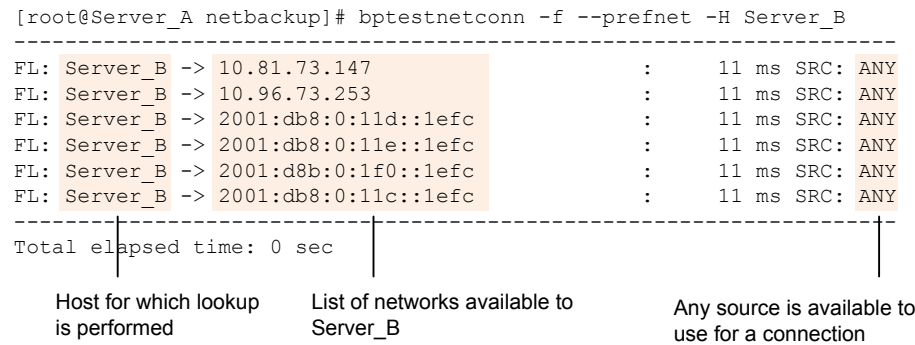 [root@Server_A netbackup]# bptestnetconn -f --prefnet -H Server_B
------------------------------------------------------------------
FL: Server_B -> 10.81.73.147 : 11 ms SRC: ANY
FL: Server_B -> 10.96.73.253 : 11 ms SRC: ANY
FL: Server_B -> 2001:db8:0:11d::1efc : 11 ms SRC: ANY
FL: Server_B -> 2001:db8:0:11e::1efc : 11 ms SRC: ANY
FL: Server_B -> 2001:d8b:0:1f0::1efc : 11 ms SRC: ANY
FL: Server_B -> 2001:db8:0:11c::1efc : 11 ms SRC: ANY
------------------------------------------------------------------
Total elapsed time: 0 sec
Host for which lookup
is performed
List of networks available to
Server_B
Any source is available to
use for a connection